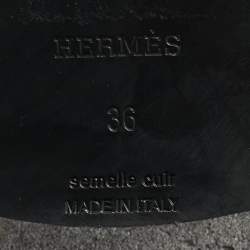 HERMÈS
36
semelle cuir
MADE IN ITALY